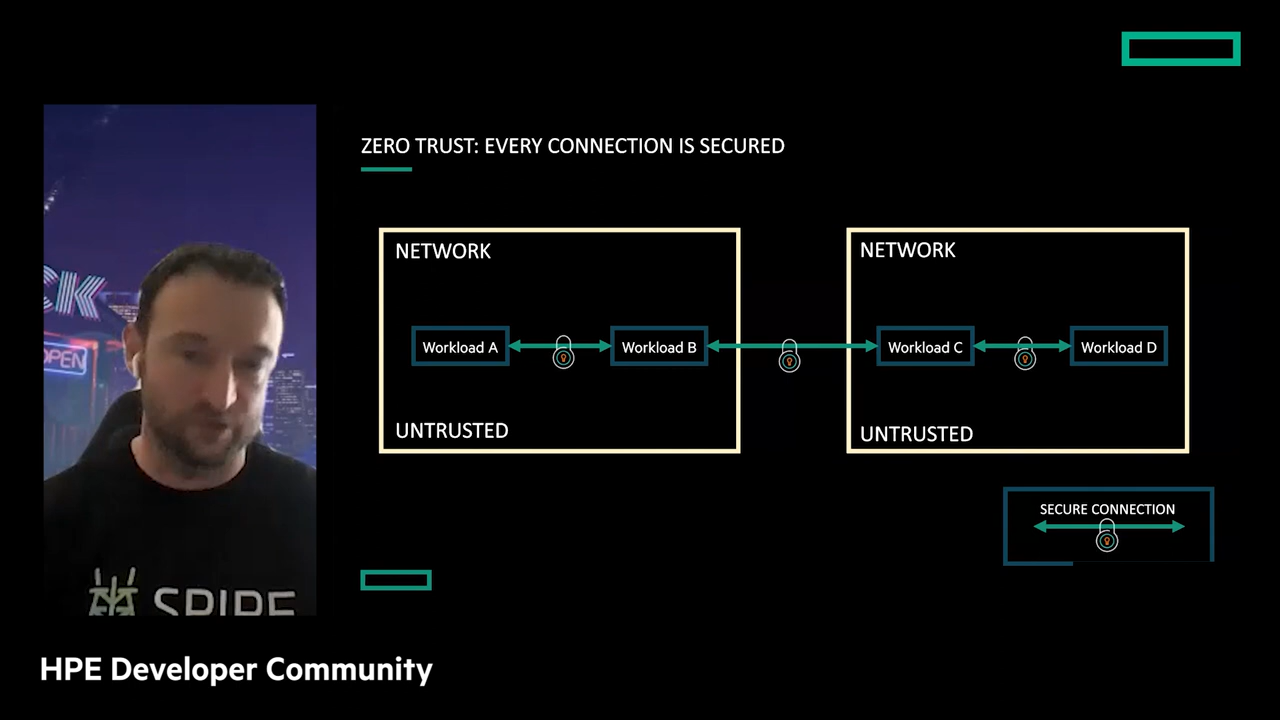 ZERO TRUST: EVERY CONNECTION IS SECURED
NETWORK
NETWORK
Workload A
Workload B
Workload C
Workload D
UNTRUSTED
UNTRUSTED
SECURE CONNECTION
CK
OPEN
SPIRE
HPE Developer Community